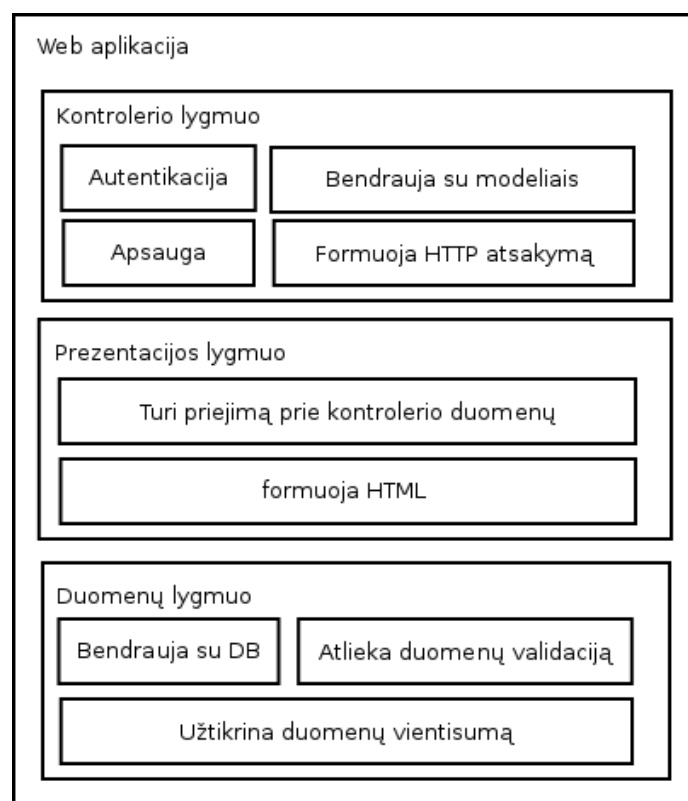 Web aplikacija
Kontrolerio lygmuo
Autentikacija
Bendrauja su modeliais
Apsauga
Formuoja HTTP atsakymą
Prezentacijos lygmuo
Turi priejimą prie kontrolerio duomenų
formuoja HTML
Duomenų lygmuo
Bendrauja su DB
Atlieka duomenų validaciją
Užtikrina duomenų vientisumą